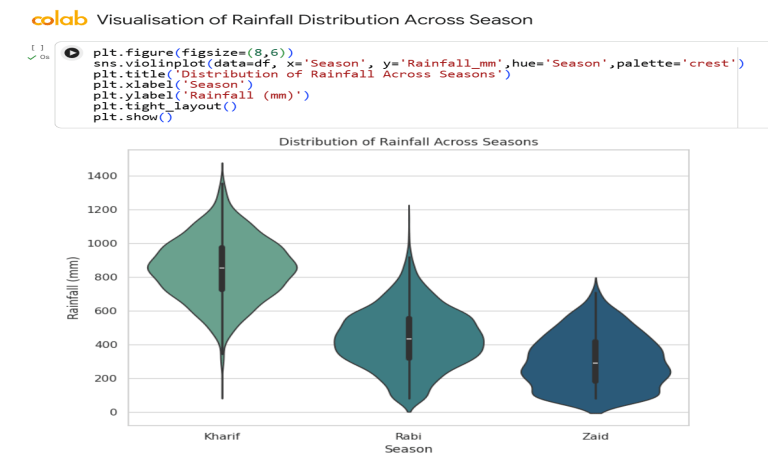 colab Visualisation of Rainfall Distribution Across Season
[ ]
✓ 0s
plt.figure(figsize=(8,6))
sns.violinplot(data=df, x='Season', y='Rainfall_mm',hue='Season',palette='crest')
plt.title('Distribution of Rainfall Across Seasons')
plt.xlabel('Season')
plt.ylabel('Rainfall (mm)')
plt.tight_layout()
plt.show()
Distribution of Rainfall Across Seasons
1400
1200
1000
800
600
400
200
0
Rainfall (mm)
Kharif Rabi Zaid
Season